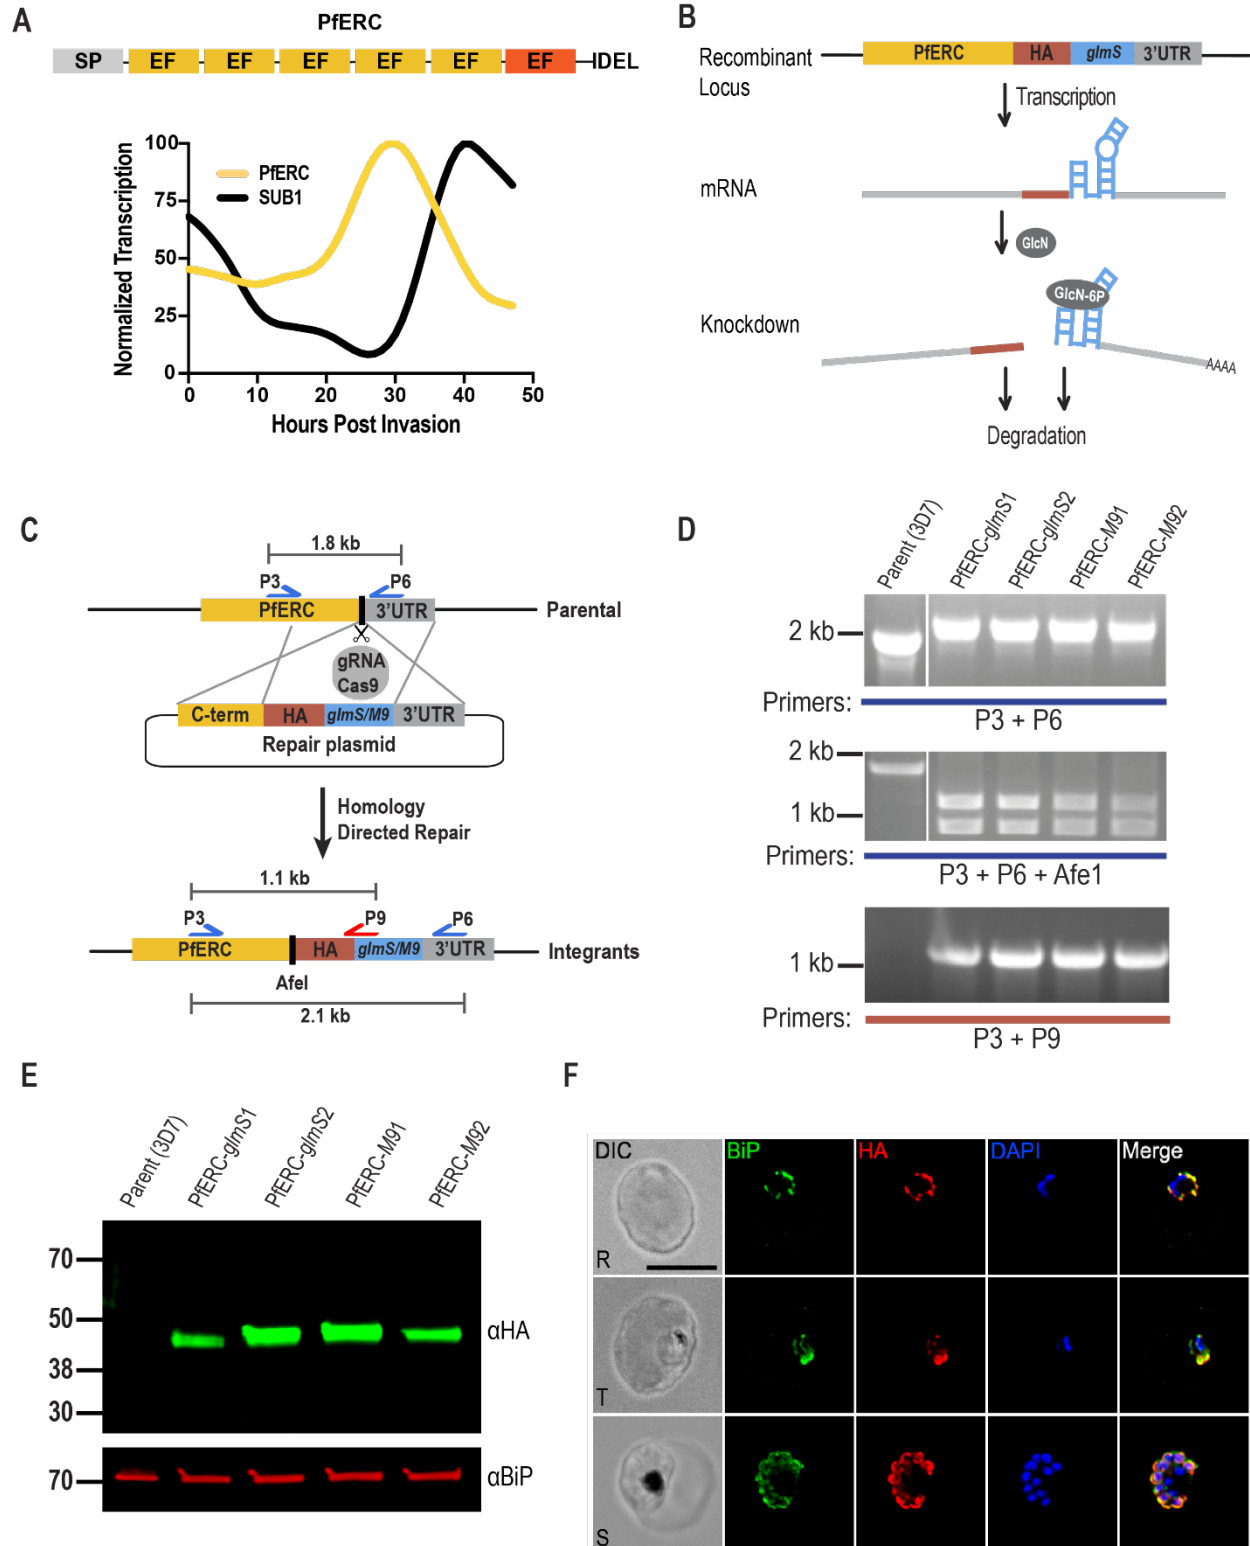 A
PfERC
SP EF EF EF EF EF EF IDEL
Normalized Transcription
100
75
50
25
0
PfERC
SUB1
0 10 20 30 40 50
Hours Post Invasion
B
Recombinant
Locus
PfERC HA glmS 3'UTR
Transcription
mRNA
GlcN
GlcN-6P
Knockdown
AAAA
Degradation
C
1.8 kb
P3 P6
PfERC 3'UTR Parental
gRNA
Cas9
C-term HA glmS/M9 3'UTR
Repair plasmid
Homology
Directed Repair
1.1 kb
P3 P9 P6
PfERC HA glmS/M9 3'UTR Integrants
AfeI
2.1 kb
D
Parent (3D7) PfERC-glmS1 PfERC-glmS2 PfERC-M91 PfERC-M92
2 kb
Primers:
P3 + P6
2 kb
1 kb
Primers:
P3 + P6 + Afe1
1 kb
Primers:
P3 + P9
E
Parent (3D7) PfERC-glmS1 PfERC-glmS2 PfERC-M91 PfERC-M92
70
50
38
30
αHA
70
αBiP
F
DIC BiP HA DAPI Merge
R
T
S